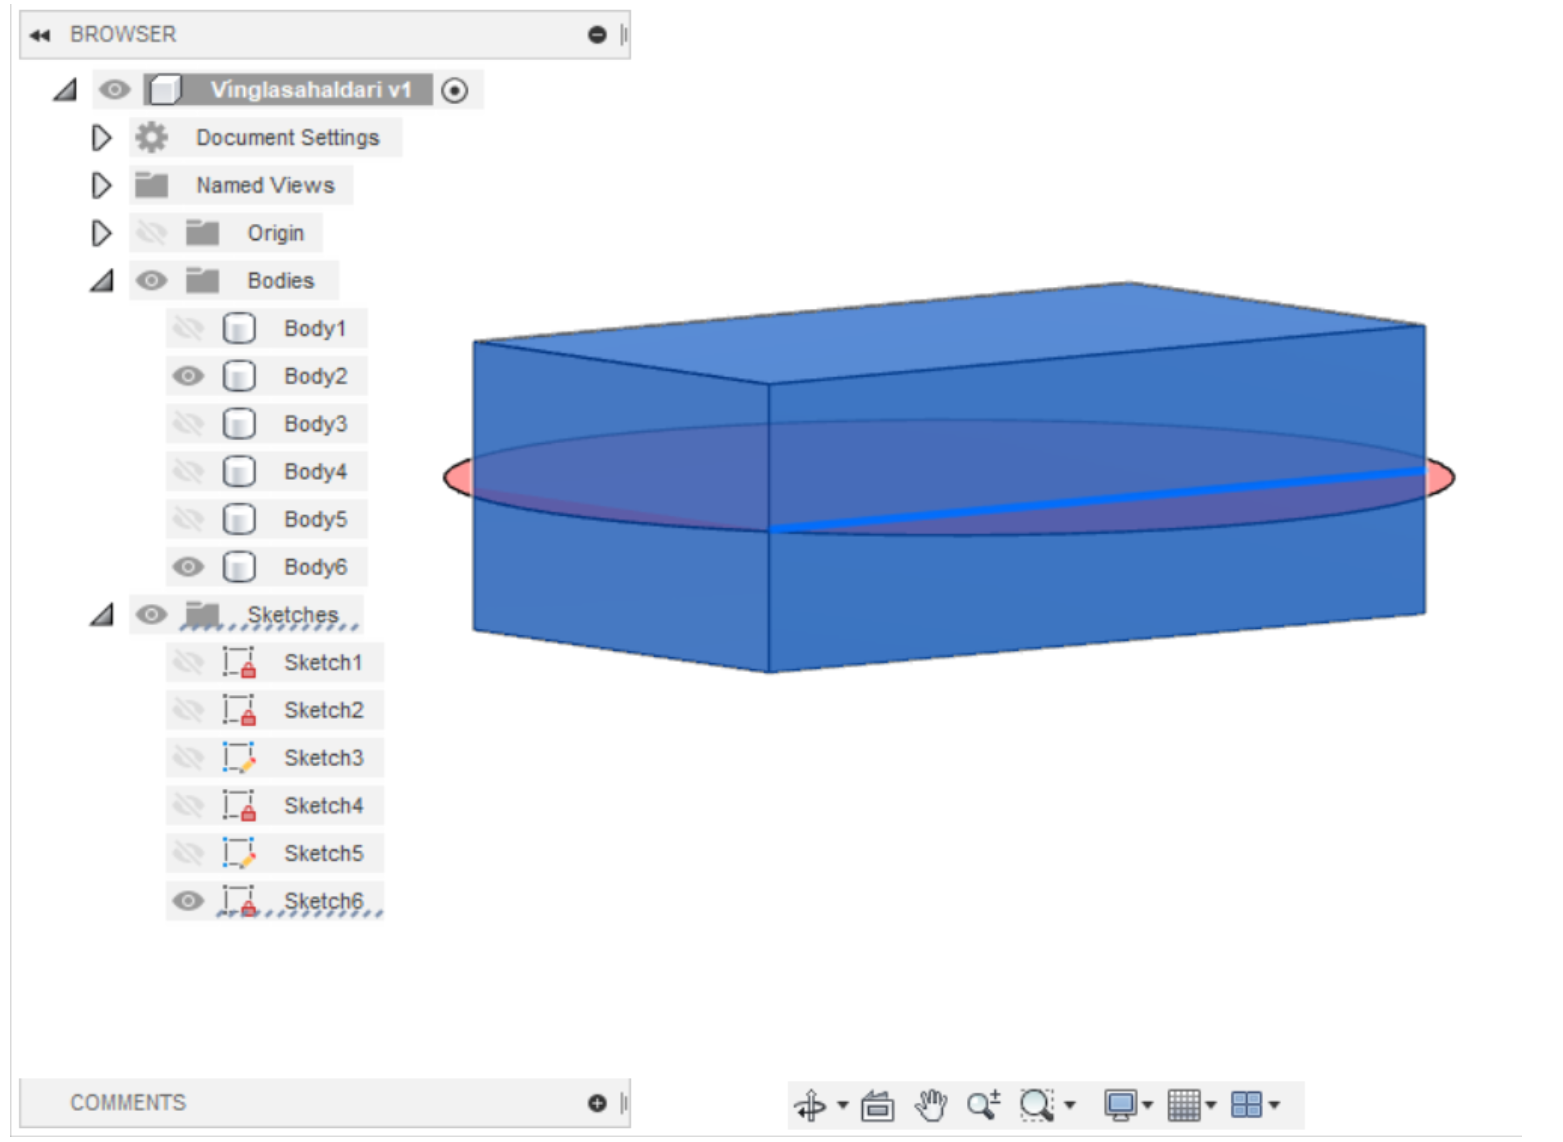 BROWSER
Vínglasahaldari v1
Document Settings
Named Views
Origin
Bodies
Body1
Body2
Body3
Body4
Body5
Body6
Sketches
Sketch1
Sketch2
Sketch3
Sketch4
Sketch5
Sketch6
COMMENTS